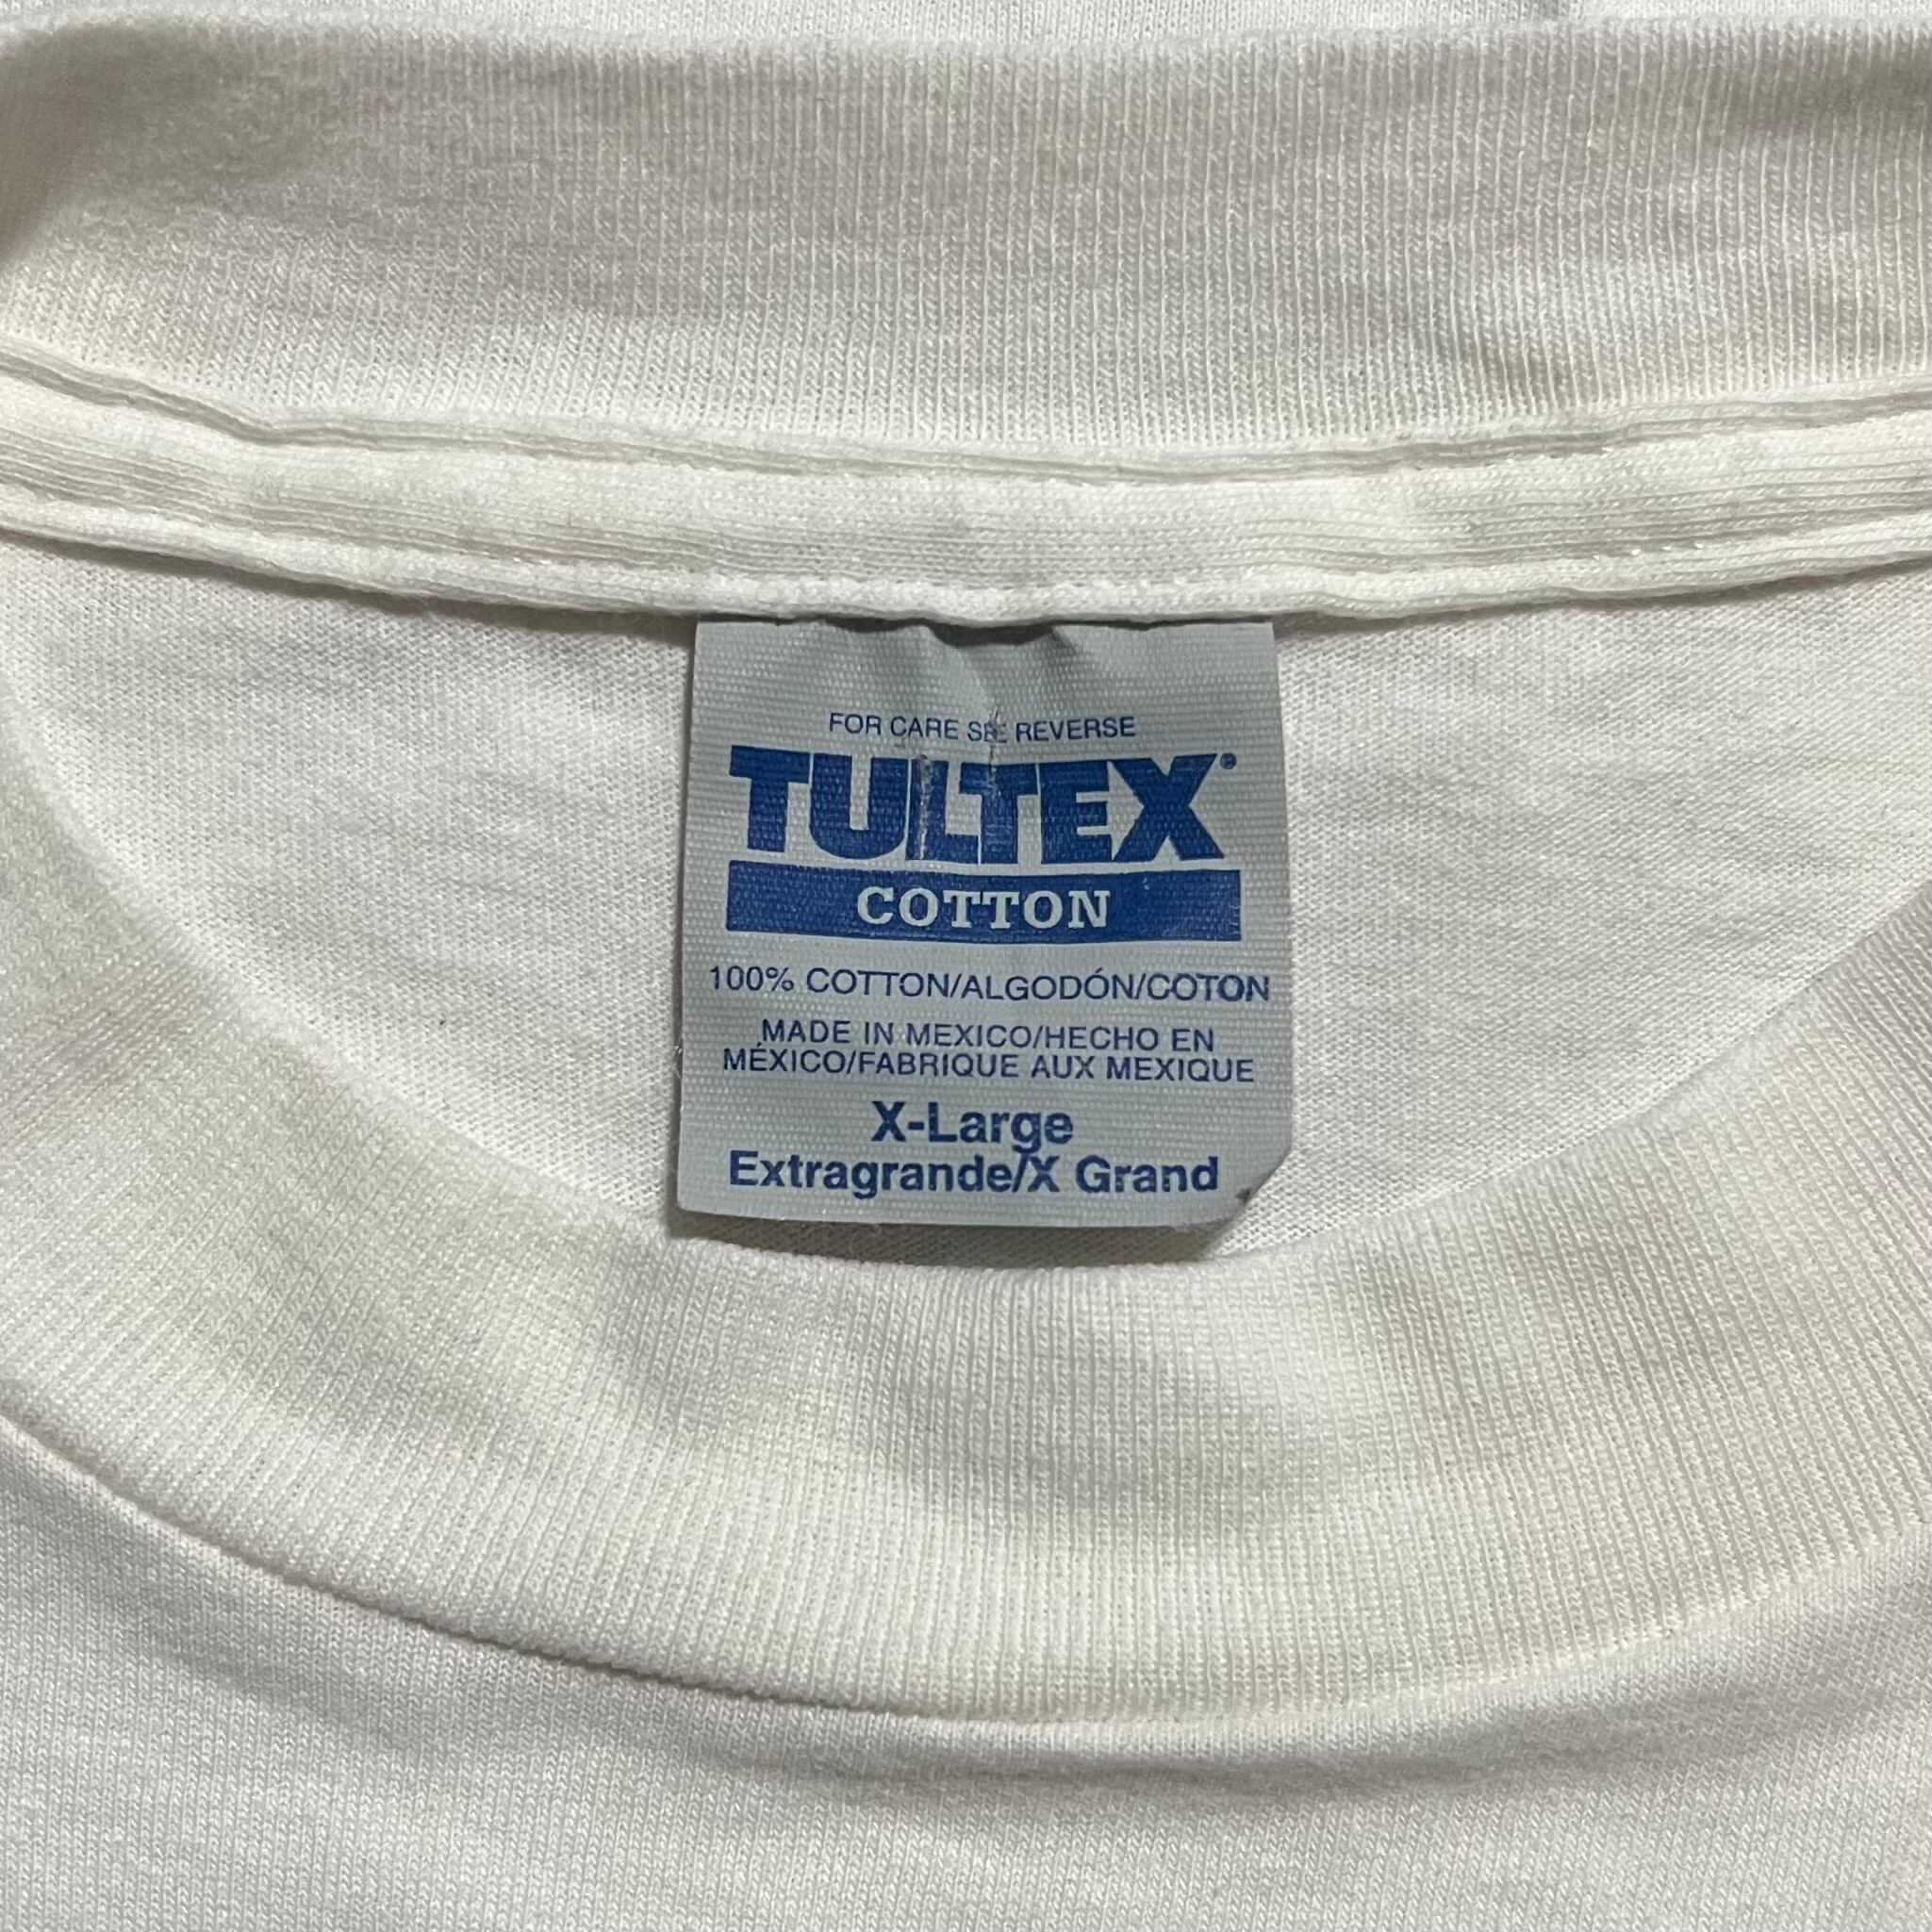 FOR CARE SEE REVERSE
TULTEX®
COTTON
100% COTTON/ALGODÓN/COTON
MADE IN MEXICO/HECHO EN
MÉXICO/FABRIQUE AUX MEXIQUE
X-Large
Extragrande/X Grand